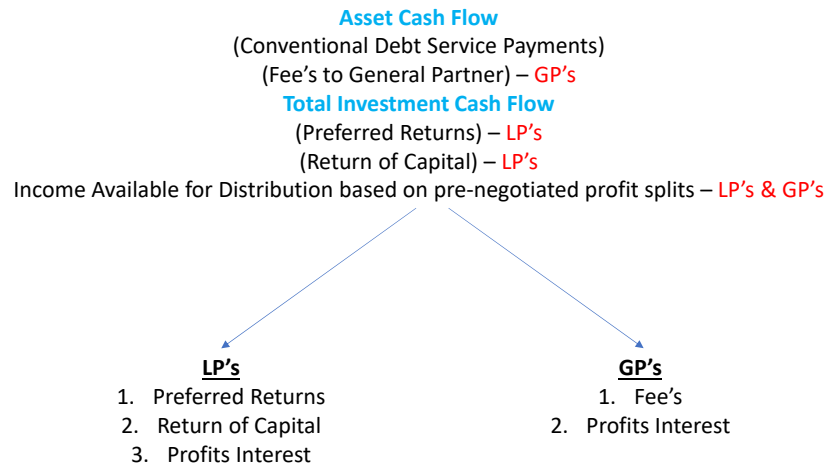 Asset Cash Flow
(Conventional Debt Service Payments)
(Fee's to General Partner) – GP's
Total Investment Cash Flow
(Preferred Returns) – LP's
(Return of Capital) – LP's
Income Available for Distribution based on pre-negotiated profit splits – LP's & GP's
LP's
1. Preferred Returns
2. Return of Capital
3. Profits Interest
GP's
1. Fee's
2. Profits Interest